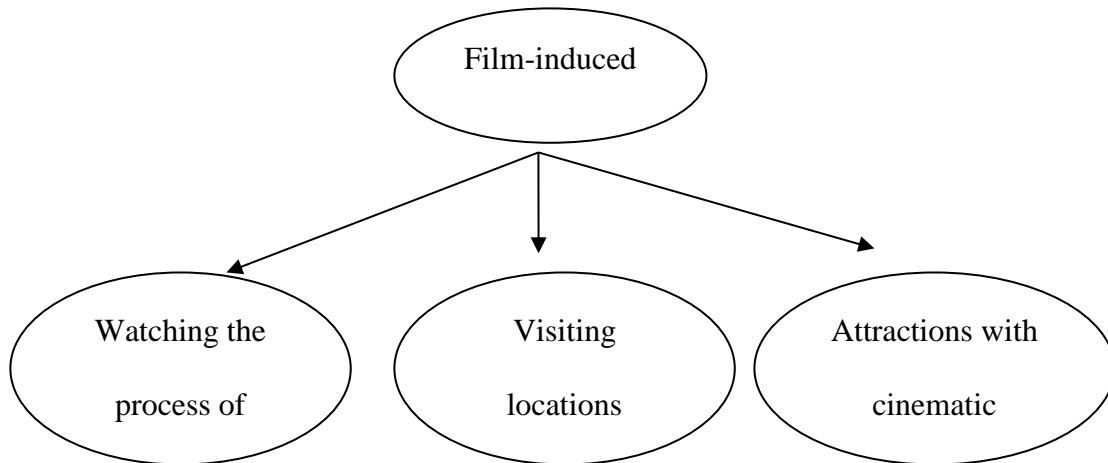 Film-induced
Watching the
process of
Visiting
locations
Attractions with
cinematic